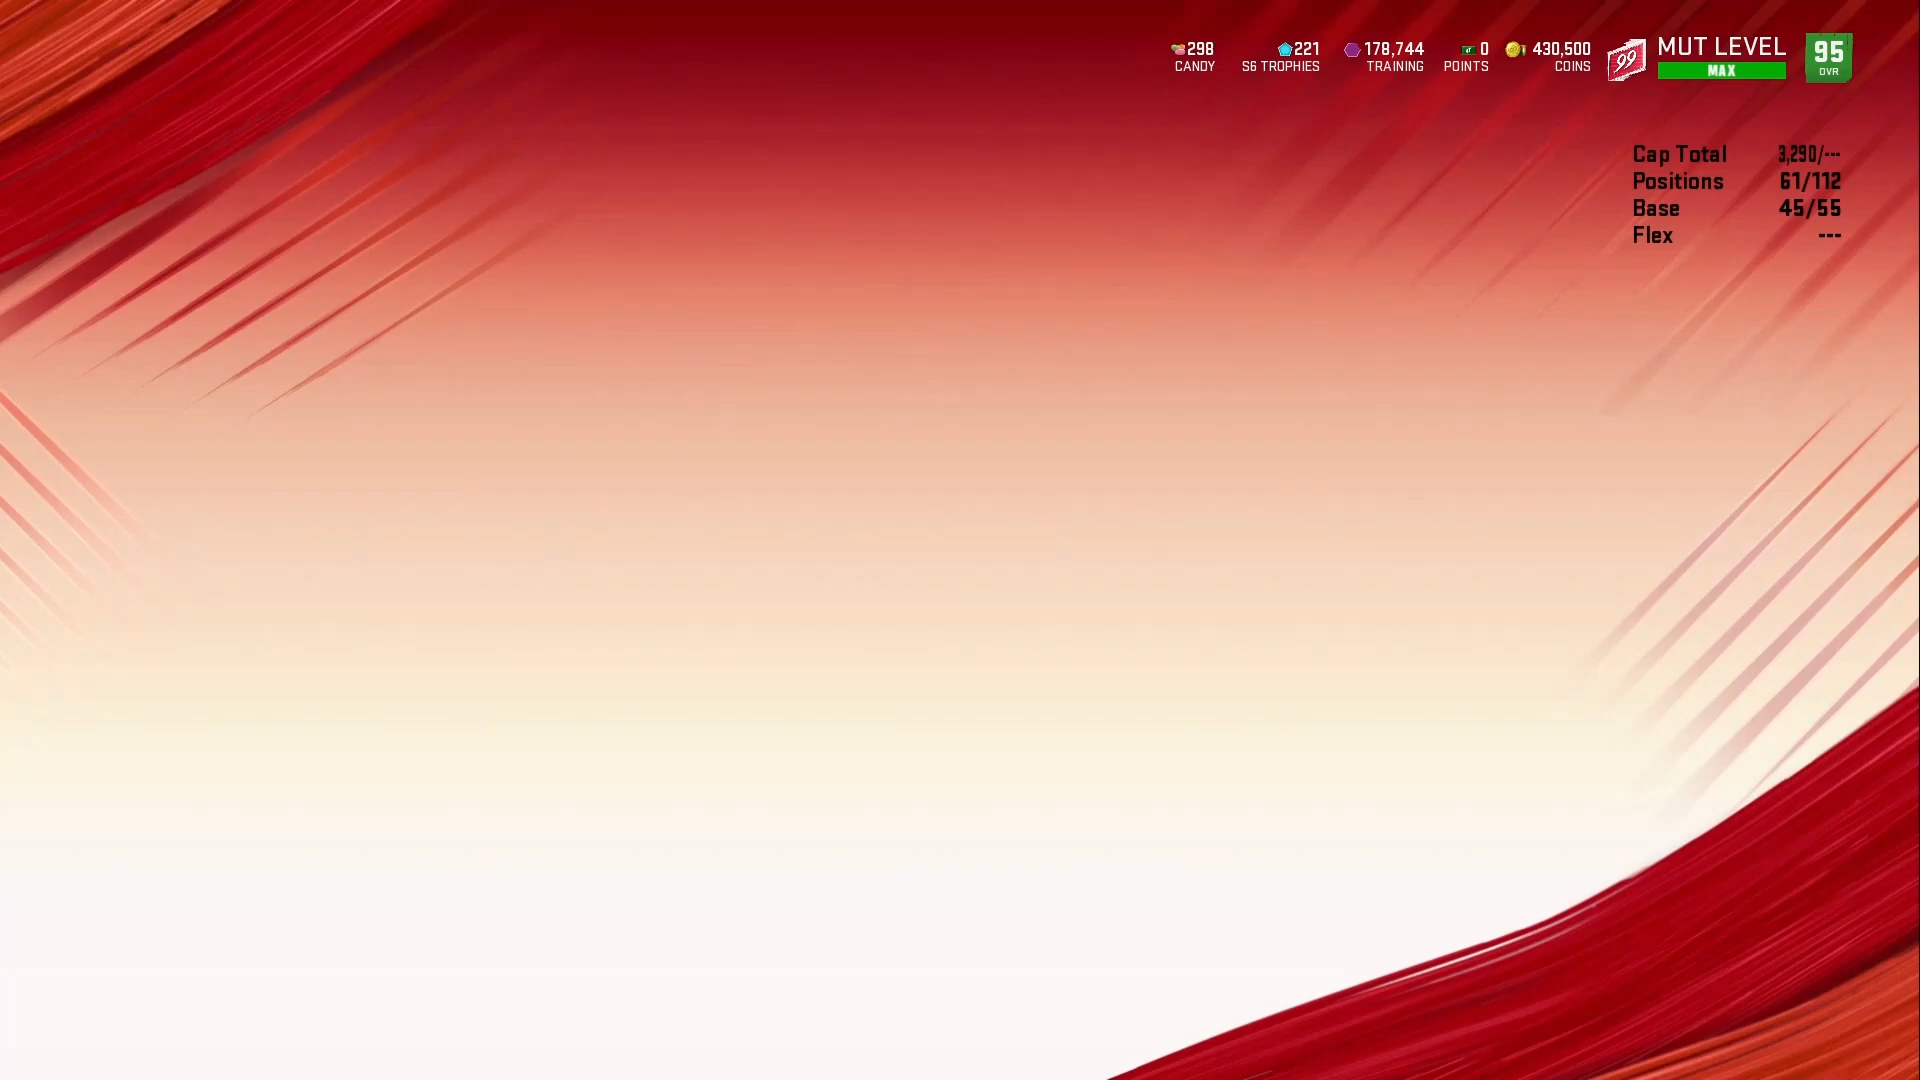 298 221 178,744 0 430,500 99 MUT LEVEL 95
CANDY S6 TROPHIES TRAINING POINTS COINS MAX OVR
Cap Total 3,290/---
Positions 61/112
Base 45/55
Flex ---